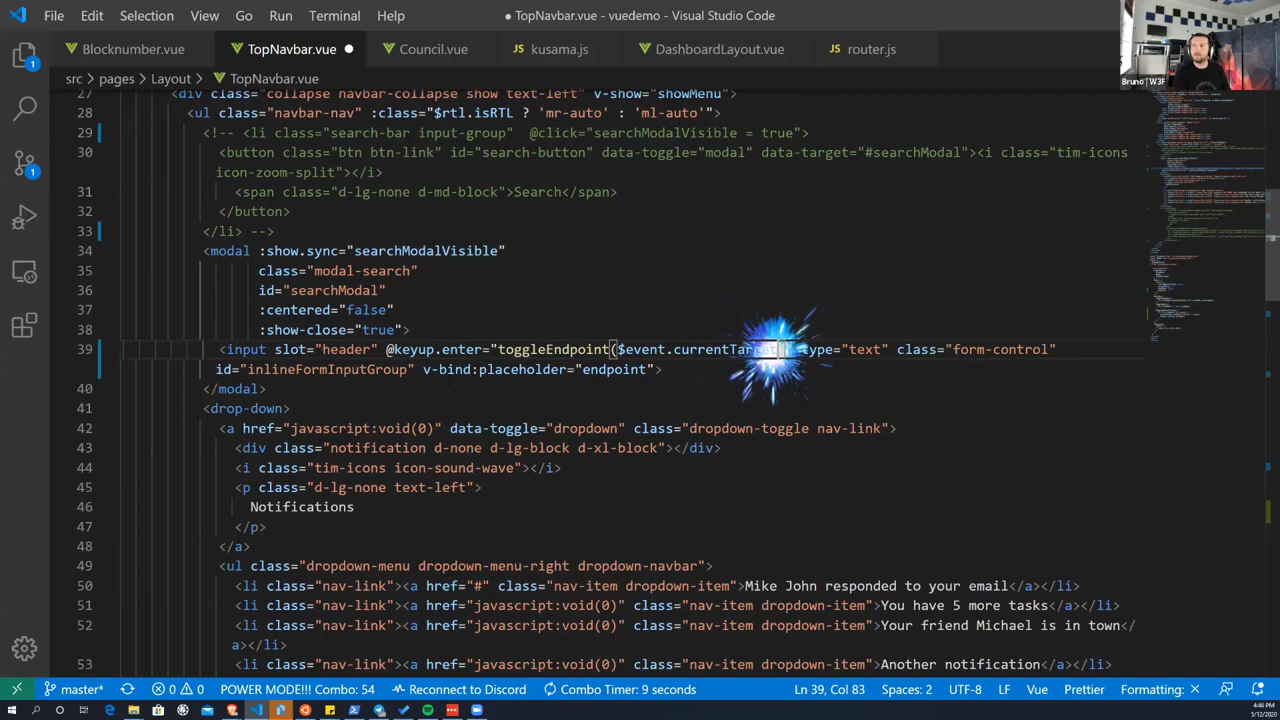 File Edit Selection View Go Run Terminal Help ● TopNavbar.vue - vuedemo - Visual Studio Code
Blocknumber.vue TopNavbar.vue ● Council.vue JS kusama.js DashboardLayout.vue JS router.js
Bruno | W3F
src > pages > Layout > TopNavbar.vue
27 <div class="collapse navbar-collapse show text-left" v-show="showMenu">
28 <ul class="navbar-nav" :class="$rtl.isRTL ? 'mr-auto' : 'ml-auto'">
29 <!-- <li class="search-bar input-group" @click="searchModalVisible = true">
30 <button class="btn btn-link" id="search-button" data-toggle="modal" data-target="#searchModal"><i class="tim-icons
icon-zoom-split"></i>
31 <span class="d-lg-none d-md-block">Search</span>
32 </button>
33 </li> -->
34 <modal :show.sync="searchModalVisible"
35 class="modal-search"
36 id="searchModal"
37 :centered="false"
38 :show-close="true">
39 <input slot="header" @keyup.enter="toggleEndpoint($event.currentTarget type="text" class="form-control"
id="inlineFormInputGroup" v-bind:placeholder="endpoint">
40 </modal>
41 <drop-down>
42 <a href="javascript:void(0)" data-toggle="dropdown" class="dropdown-toggle nav-link">
43 <div class="notification d-none d-lg-block d-xl-block"></div>
44 <i class="tim-icons icon-sound-wave"></i>
45 <p class="d-lg-none text-left">
46 Notifications
47 </p>
48 </a>
49 <ul class="dropdown-menu dropdown-menu-right dropdown-navbar">
50 <li class="nav-link"><a href="#" class="nav-item dropdown-item">Mike John responded to your email</a></li>
51 <li class="nav-link"><a href="javascript:void(0)" class="nav-item dropdown-item">You have 5 more tasks</a></li>
52 <li class="nav-link"><a href="javascript:void(0)" class="nav-item dropdown-item">Your friend Michael is in town</
a></li>
53 <li class="nav-link"><a href="javascript:void(0)" class="nav-item dropdown-item">Another notification</a></li>
master* 0 0 POWER MODE!!! Combo: 54 Reconnect to Discord Combo Timer: 9 seconds Ln 39, Col 83 Spaces: 2 UTF-8 LF Vue Prettier Formatting: ✕
4:46 PM
5/12/2020